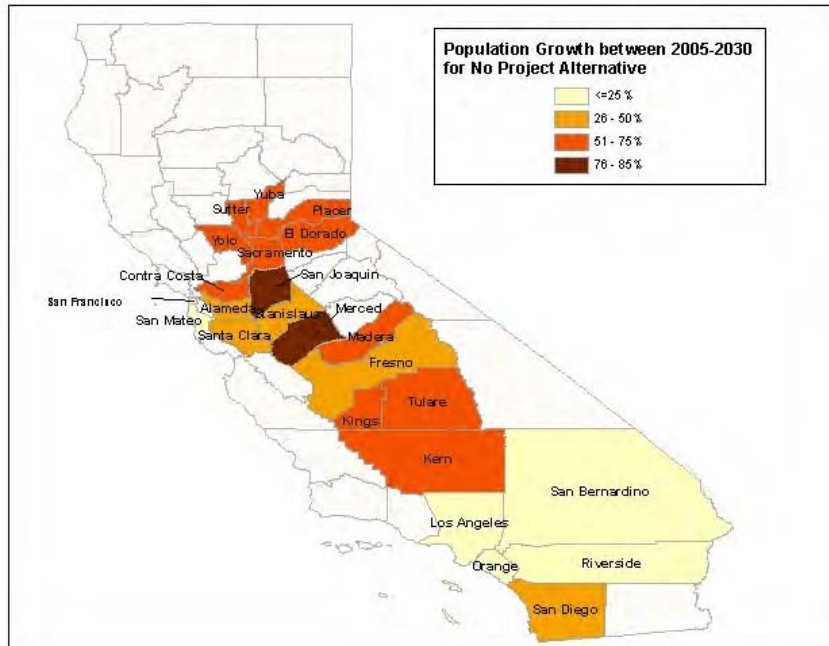 Population Growth between 2005-2030
for No Project Alternative
<=25 %
26 - 50 %
51 - 75 %
76 - 85 %
Yuba
Sutter
Placer
Yolo
El Dorado
Sacramento
Contra Costa
San Joaquin
San Francisco
Alameda
Stanislaus
Merced
San Mateo
Santa Clara
Madera
Fresno
Tulare
Kings
Kern
San Bernardino
Los Angeles
Orange
Riverside
San Diego